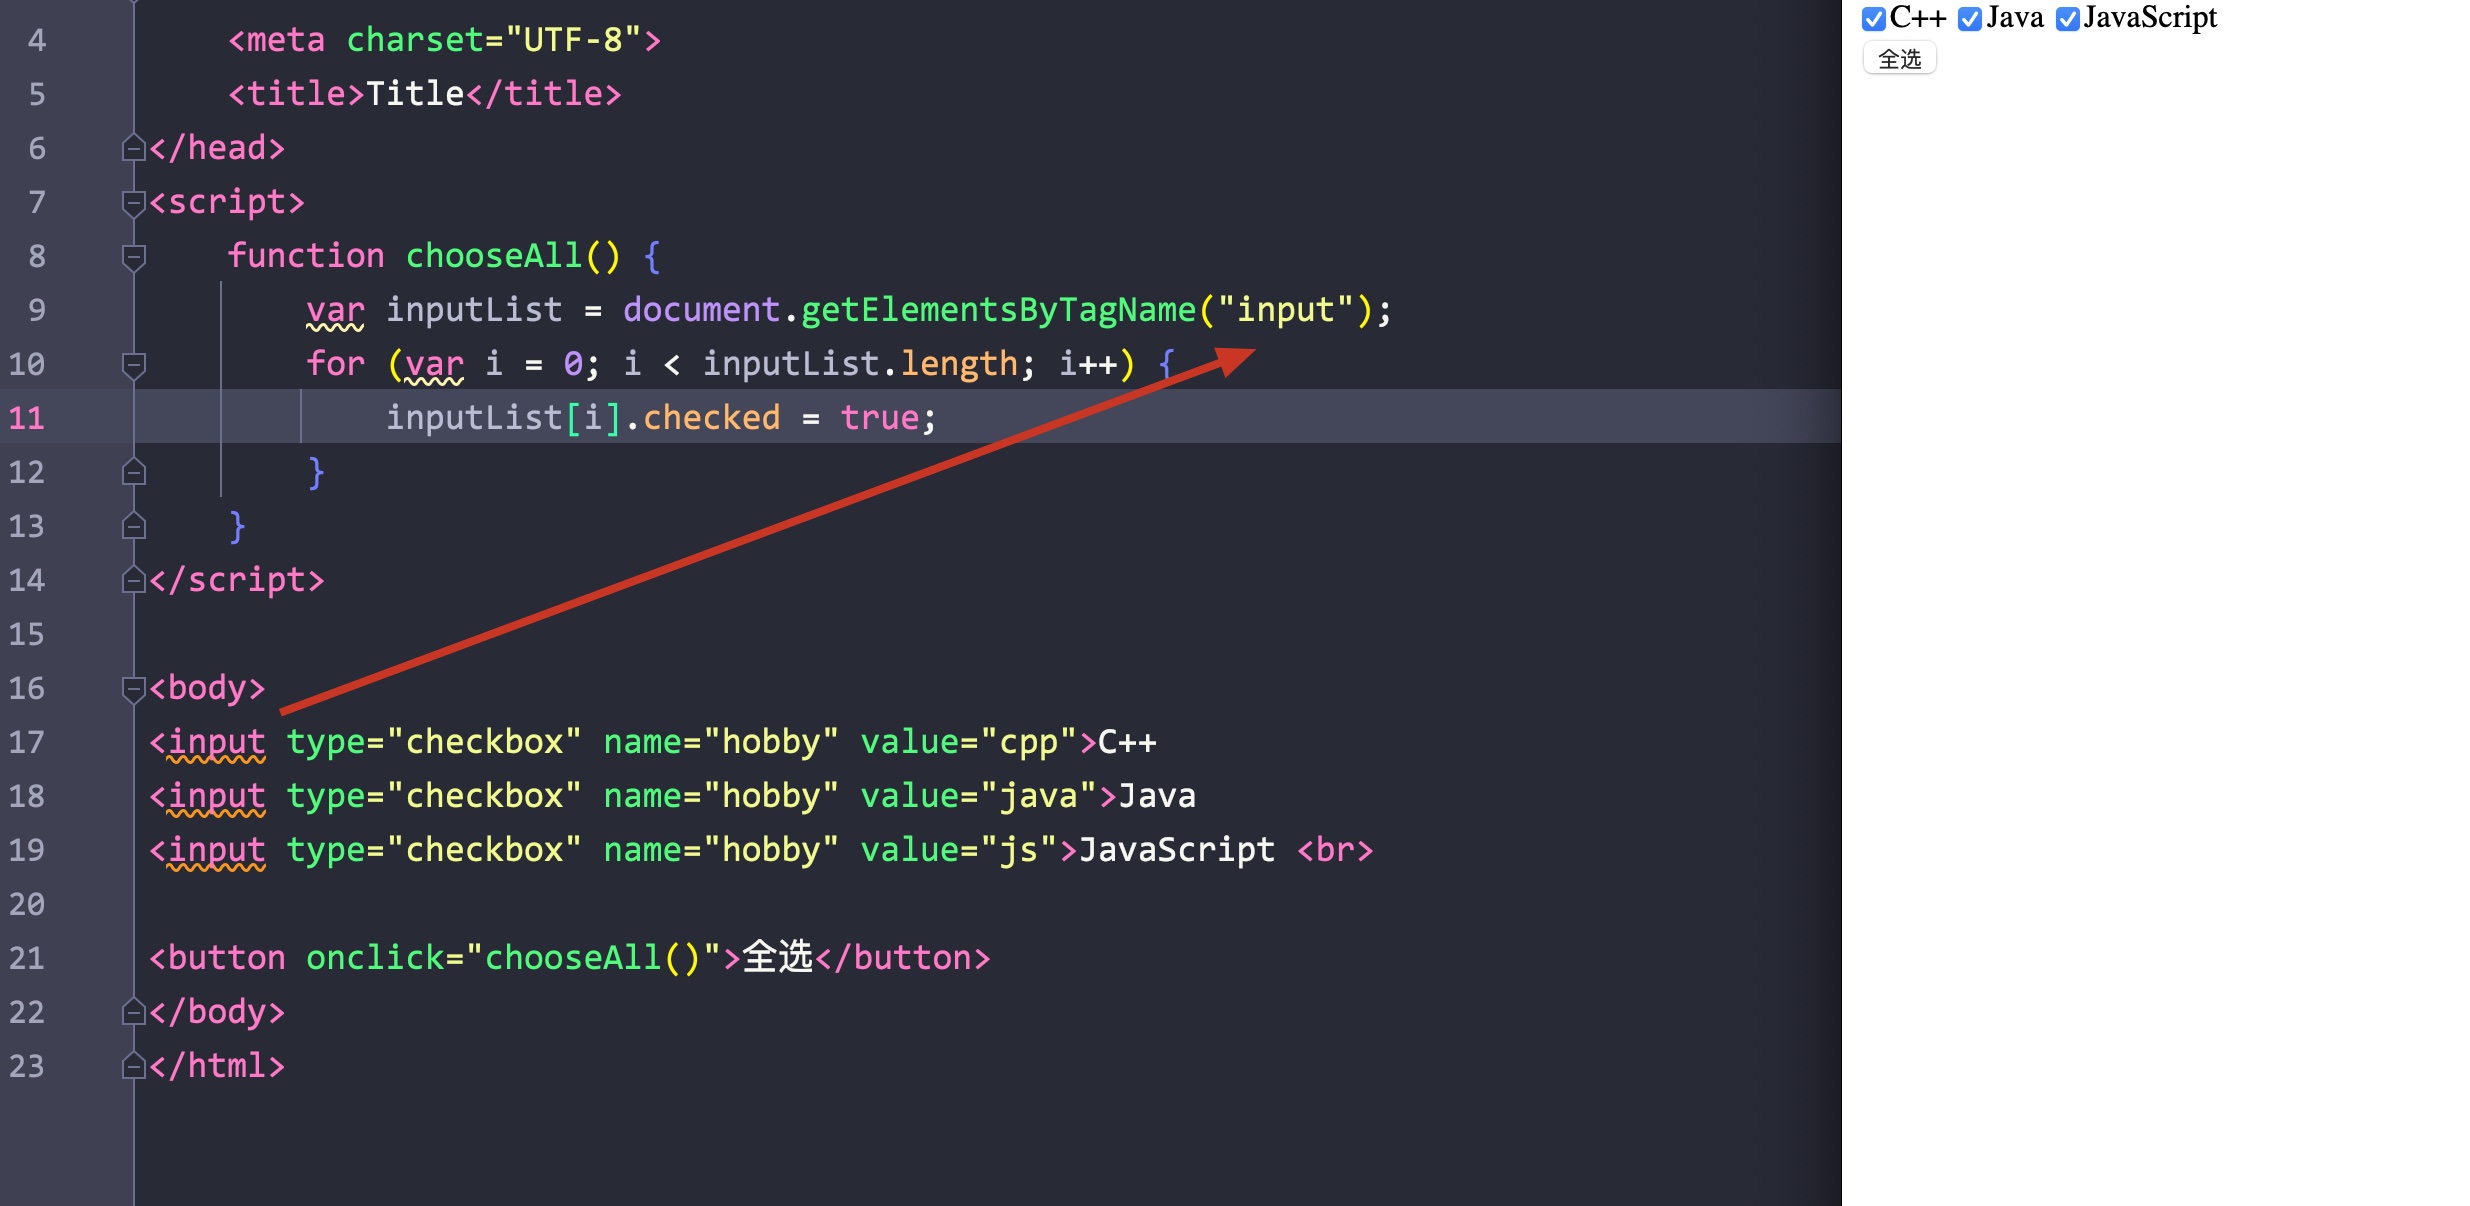 4 <meta charset="UTF-8">
5 <title>Title</title>
6 </head>
7 <script>
8 function chooseAll() {
9 var inputList = document.getElementsByTagName("input");
10 for (var i = 0; i < inputList.length; i++) {
11 inputList[i].checked = true;
12 }
13 }
14 </script>
15
16 <body>
17 <input type="checkbox" name="hobby" value="cpp">C++
18 <input type="checkbox" name="hobby" value="java">Java
19 <input type="checkbox" name="hobby" value="js">JavaScript <br>
20
21 <button onclick="chooseAll()">全选</button>
22 </body>
23 </html>
C++ Java JavaScript
全选